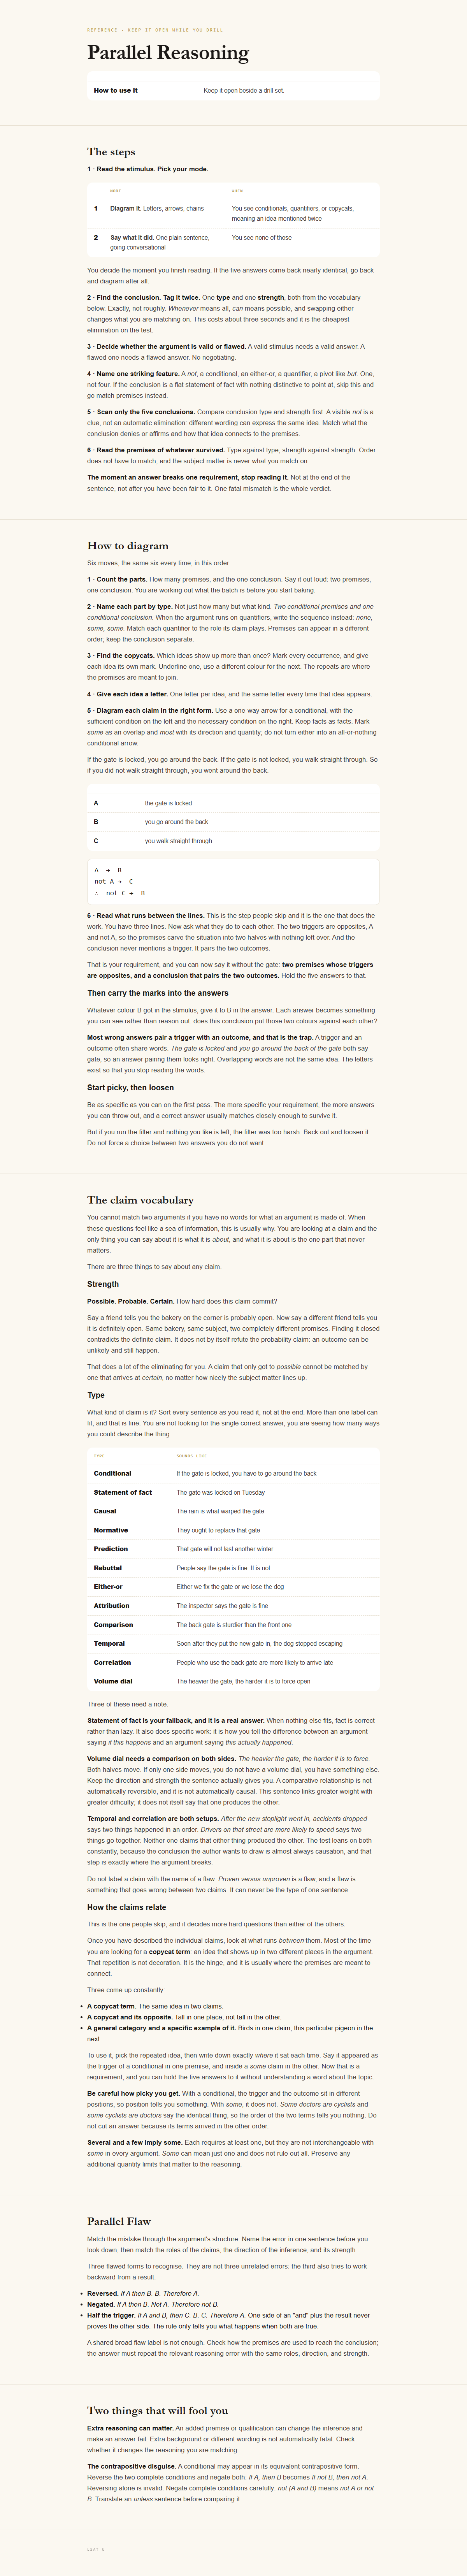 REFERENCE · KEEP IT OPEN WHILE YOU DRILL
Parallel Reasoning
How to use it Keep it open beside a drill set.
The steps
1 · Read the stimulus. Pick your mode.
MODE WHEN
1 Diagram it. Letters, arrows, chains You see conditionals, quantifiers, or copycats,
meaning an idea mentioned twice
2 Say what it did. One plain sentence, You see none of those
going conversational
You decide the moment you finish reading. If the five answers come back nearly identical, go back
and diagram after all.
2 · Find the conclusion. Tag it twice. One type and one strength, both from the vocabulary
below. Exactly, not roughly. Whenever means all, can means possible, and swapping either
changes what you are matching on. This costs about three seconds and it is the cheapest
elimination on the test.
3 · Decide whether the argument is valid or flawed. A valid stimulus needs a valid answer. A
flawed one needs a flawed answer. No negotiating.
4 · Name one striking feature. A not, a conditional, an either-or, a quantifier, a pivot like but. One,
not four. If the conclusion is a flat statement of fact with nothing distinctive to point at, skip this and
go match premises instead.
5 · Scan only the five conclusions. Compare conclusion type and strength first. A visible not is a
clue, not an automatic elimination: different wording can express the same idea. Match what the
conclusion denies or affirms and how that idea connects to the premises.
6 · Read the premises of whatever survived. Type against type, strength against strength. Order
does not have to match, and the subject matter is never what you match on.
The moment an answer breaks one requirement, stop reading it. Not at the end of the
sentence, not after you have been fair to it. One fatal mismatch is the whole verdict.
How to diagram
Six moves, the same six every time, in this order.
1 · Count the parts. How many premises, and the one conclusion. Say it out loud: two premises,
one conclusion. You are working out what the batch is before you start baking.
2 · Name each part by type. Not just how many but what kind. Two conditional premises and one
conditional conclusion. When the argument runs on quantifiers, write the sequence instead: none,
some, some. Match each quantifier to the role its claim plays. Premises can appear in a different
order; keep the conclusion separate.
3 · Find the copycats. Which ideas show up more than once? Mark every occurrence, and give
each idea its own mark. Underline one, use a different colour for the next. The repeats are where
the premises are meant to join.
4 · Give each idea a letter. One letter per idea, and the same letter every time that idea appears.
5 · Diagram each claim in the right form. Use a one-way arrow for a conditional, with the
sufficient condition on the left and the necessary condition on the right. Keep facts as facts. Mark
some as an overlap and most with its direction and quantity; do not turn either into an all-or-nothing
conditional arrow.
If the gate is locked, you go around the back. If the gate is not locked, you walk straight through. So
if you did not walk straight through, you went around the back.
A the gate is locked
B you go around the back
C you walk straight through
A → B
not A → C
∴ not C → B
6 · Read what runs between the lines. This is the step people skip and it is the one that does the
work. You have three lines. Now ask what they do to each other. The two triggers are opposites, A
and not A, so the premises carve the situation into two halves with nothing left over. And the
conclusion never mentions a trigger. It pairs the two outcomes.
That is your requirement, and you can now say it without the gate: two premises whose triggers
are opposites, and a conclusion that pairs the two outcomes. Hold the five answers to that.
Then carry the marks into the answers
Whatever colour B got in the stimulus, give it to B in the answer. Each answer becomes something
you can see rather than reason out: does this conclusion put those two colours against each other?
Most wrong answers pair a trigger with an outcome, and that is the trap. A trigger and an
outcome often share words. The gate is locked and you go around the back of the gate both say
gate, so an answer pairing them looks right. Overlapping words are not the same idea. The letters
exist so that you stop reading the words.
Start picky, then loosen
Be as specific as you can on the first pass. The more specific your requirement, the more answers
you can throw out, and a correct answer usually matches closely enough to survive it.
But if you run the filter and nothing you like is left, the filter was too harsh. Back out and loosen it.
Do not force a choice between two answers you do not want.
The claim vocabulary
You cannot match two arguments if you have no words for what an argument is made of. When
these questions feel like a sea of information, this is usually why. You are looking at a claim and the
only thing you can say about it is what it is about, and what it is about is the one part that never
matters.
There are three things to say about any claim.
Strength
Possible. Probable. Certain. How hard does this claim commit?
Say a friend tells you the bakery on the corner is probably open. Now say a different friend tells you
it is definitely open. Same bakery, same subject, two completely different promises. Finding it closed
contradicts the definite claim. It does not by itself refute the probability claim: an outcome can be
unlikely and still happen.
That does a lot of the eliminating for you. A claim that only got to possible cannot be matched by
one that arrives at certain, no matter how nicely the subject matter lines up.
Type
What kind of claim is it? Sort every sentence as you read it, not at the end. More than one label can
fit, and that is fine. You are not looking for the single correct answer, you are seeing how many ways
you could describe the thing.
TYPE SOUNDS LIKE
Conditional If the gate is locked, you have to go around the back
Statement of fact The gate was locked on Tuesday
Causal The rain is what warped the gate
Normative They ought to replace that gate
Prediction That gate will not last another winter
Rebuttal People say the gate is fine. It is not
Either-or Either we fix the gate or we lose the dog
Attribution The inspector says the gate is fine
Comparison The back gate is sturdier than the front one
Temporal Soon after they put the new gate in, the dog stopped escaping
Correlation People who use the back gate are more likely to arrive late
Volume dial The heavier the gate, the harder it is to force open
Three of these need a note.
Statement of fact is your fallback, and it is a real answer. When nothing else fits, fact is correct
rather than lazy. It also does specific work: it is how you tell the difference between an argument
saying if this happens and an argument saying this actually happened.
Volume dial needs a comparison on both sides. The heavier the gate, the harder it is to force.
Both halves move. If only one side moves, you do not have a volume dial, you have something else.
Keep the direction and strength the sentence actually gives you. A comparative relationship is not
automatically reversible, and it is not automatically causal. This sentence links greater weight with
greater difficulty; it does not itself say that one produces the other.
Temporal and correlation are both setups. After the new stoplight went in, accidents dropped
says two things happened in an order. Drivers on that street are more likely to speed says two
things go together. Neither one claims that either thing produced the other. The test leans on both
constantly, because the conclusion the author wants to draw is almost always causation, and that
step is exactly where the argument breaks.
Do not label a claim with the name of a flaw. Proven versus unproven is a flaw, and a flaw is
something that goes wrong between two claims. It can never be the type of one sentence.
How the claims relate
This is the one people skip, and it decides more hard questions than either of the others.
Once you have described the individual claims, look at what runs between them. Most of the time
you are looking for a copycat term: an idea that shows up in two different places in the argument.
That repetition is not decoration. It is the hinge, and it is usually where the premises are meant to
connect.
Three come up constantly:
• A copycat term. The same idea in two claims.
• A copycat and its opposite. Tall in one place, not tall in the other.
• A general category and a specific example of it. Birds in one claim, this particular pigeon in the
next.
To use it, pick the repeated idea, then write down exactly where it sat each time. Say it appeared as
the trigger of a conditional in one premise, and inside a some claim in the other. Now that is a
requirement, and you can hold the five answers to it without understanding a word about the topic.
Be careful how picky you get. With a conditional, the trigger and the outcome sit in different
positions, so position tells you something. With some, it does not. Some doctors are cyclists and
some cyclists are doctors say the identical thing, so the order of the two terms tells you nothing. Do
not cut an answer because its terms arrived in the other order.
Several and a few imply some. Each requires at least one, but they are not interchangeable with
some in every argument. Some can mean just one and does not rule out all. Preserve any
additional quantity limits that matter to the reasoning.
Parallel Flaw
Match the mistake through the argument's structure. Name the error in one sentence before you
look down, then match the roles of the claims, the direction of the inference, and its strength.
Three flawed forms to recognise. They are not three unrelated errors: the third also tries to work
backward from a result.
• Reversed. If A then B. B. Therefore A.
• Negated. If A then B. Not A. Therefore not B.
• Half the trigger. If A and B, then C. B. C. Therefore A. One side of an "and" plus the result never
proves the other side. The rule only tells you what happens when both are true.
A shared broad flaw label is not enough. Check how the premises are used to reach the conclusion;
the answer must repeat the relevant reasoning error with the same roles, direction, and strength.
Two things that will fool you
Extra reasoning can matter. An added premise or qualification can change the inference and
make an answer fail. Extra background or different wording is not automatically fatal. Check
whether it changes the reasoning you are matching.
The contrapositive disguise. A conditional may appear in its equivalent contrapositive form.
Reverse the two complete conditions and negate both: If A, then B becomes If not B, then not A.
Reversing alone is invalid. Negate complete conditions carefully: not (A and B) means not A or not
B. Translate an unless sentence before comparing it.